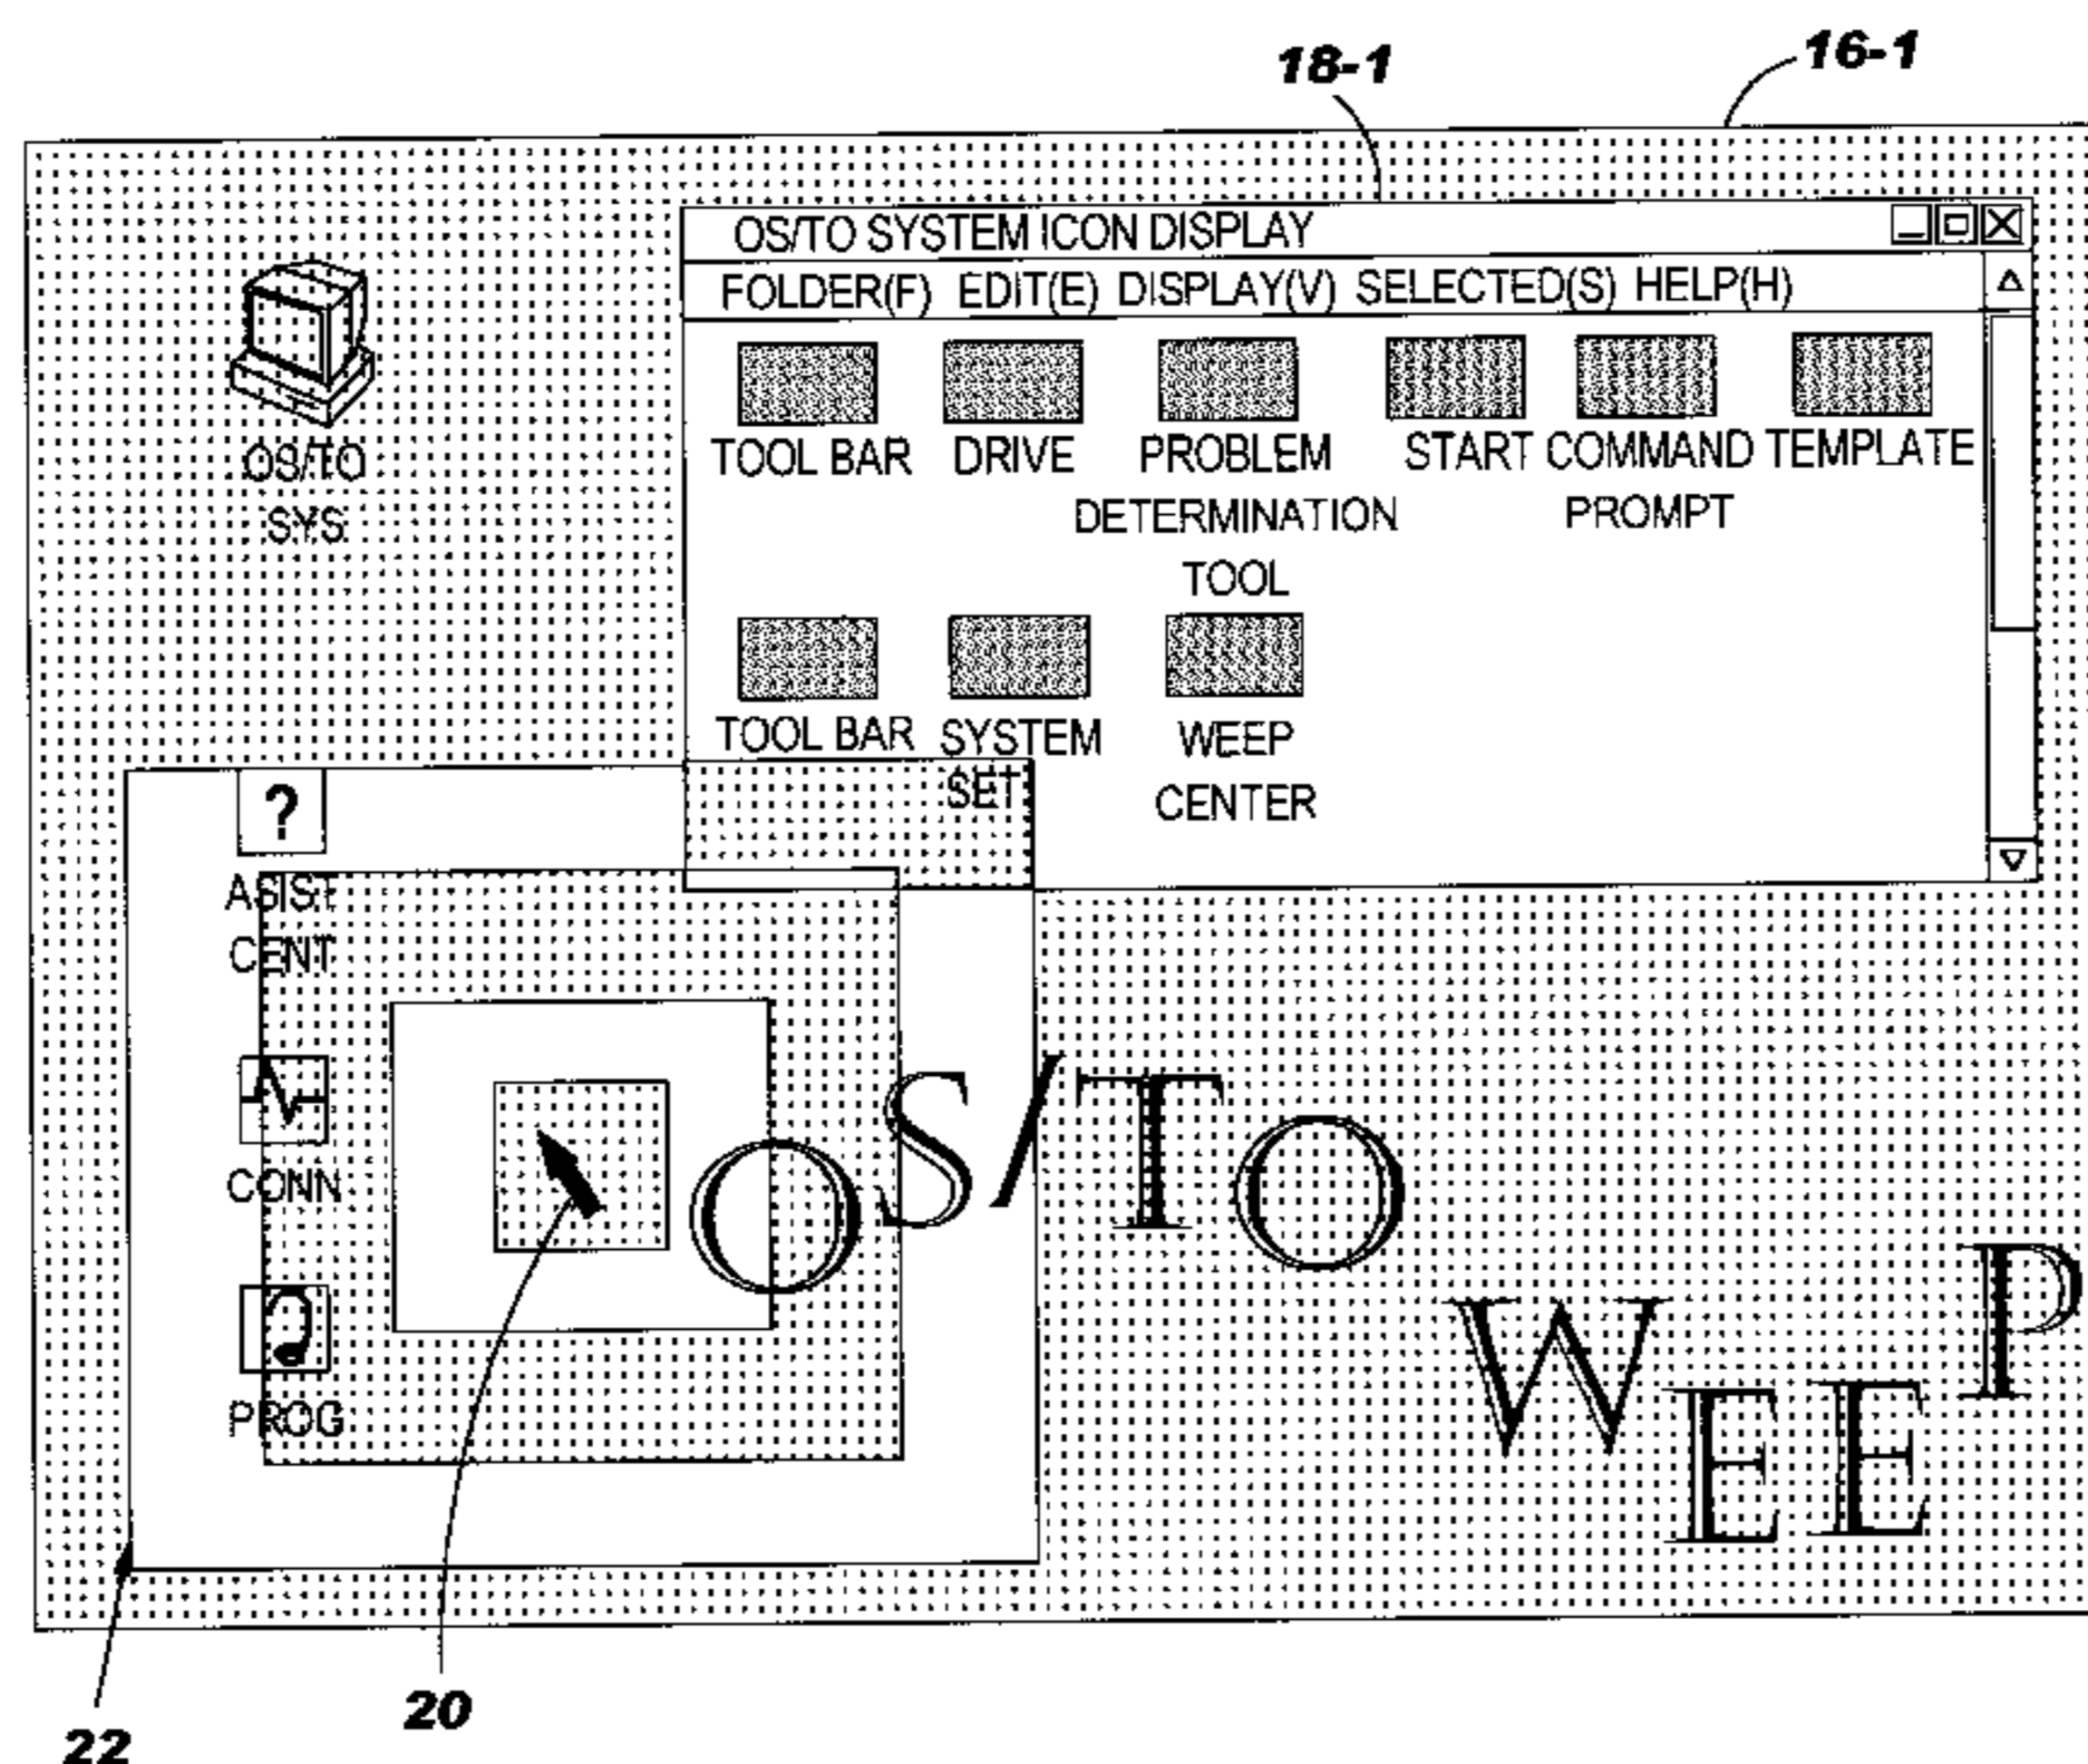 18-1
16-1
OS/TO SYSTEM ICON DISPLAY
FOLDER(F) EDIT(E) DISPLAY(V) SELECTED(S) HELP(H)
OS/TO
SYS
TOOL BAR DRIVE PROBLEM START COMMAND TEMPLATE
DETERMINATION PROMPT
TOOL
TOOL BAR SYSTEM WEEP
SET CENTER
?
ASIST
CENT
CONN
PROG
OS/TO
WEEP
20
22